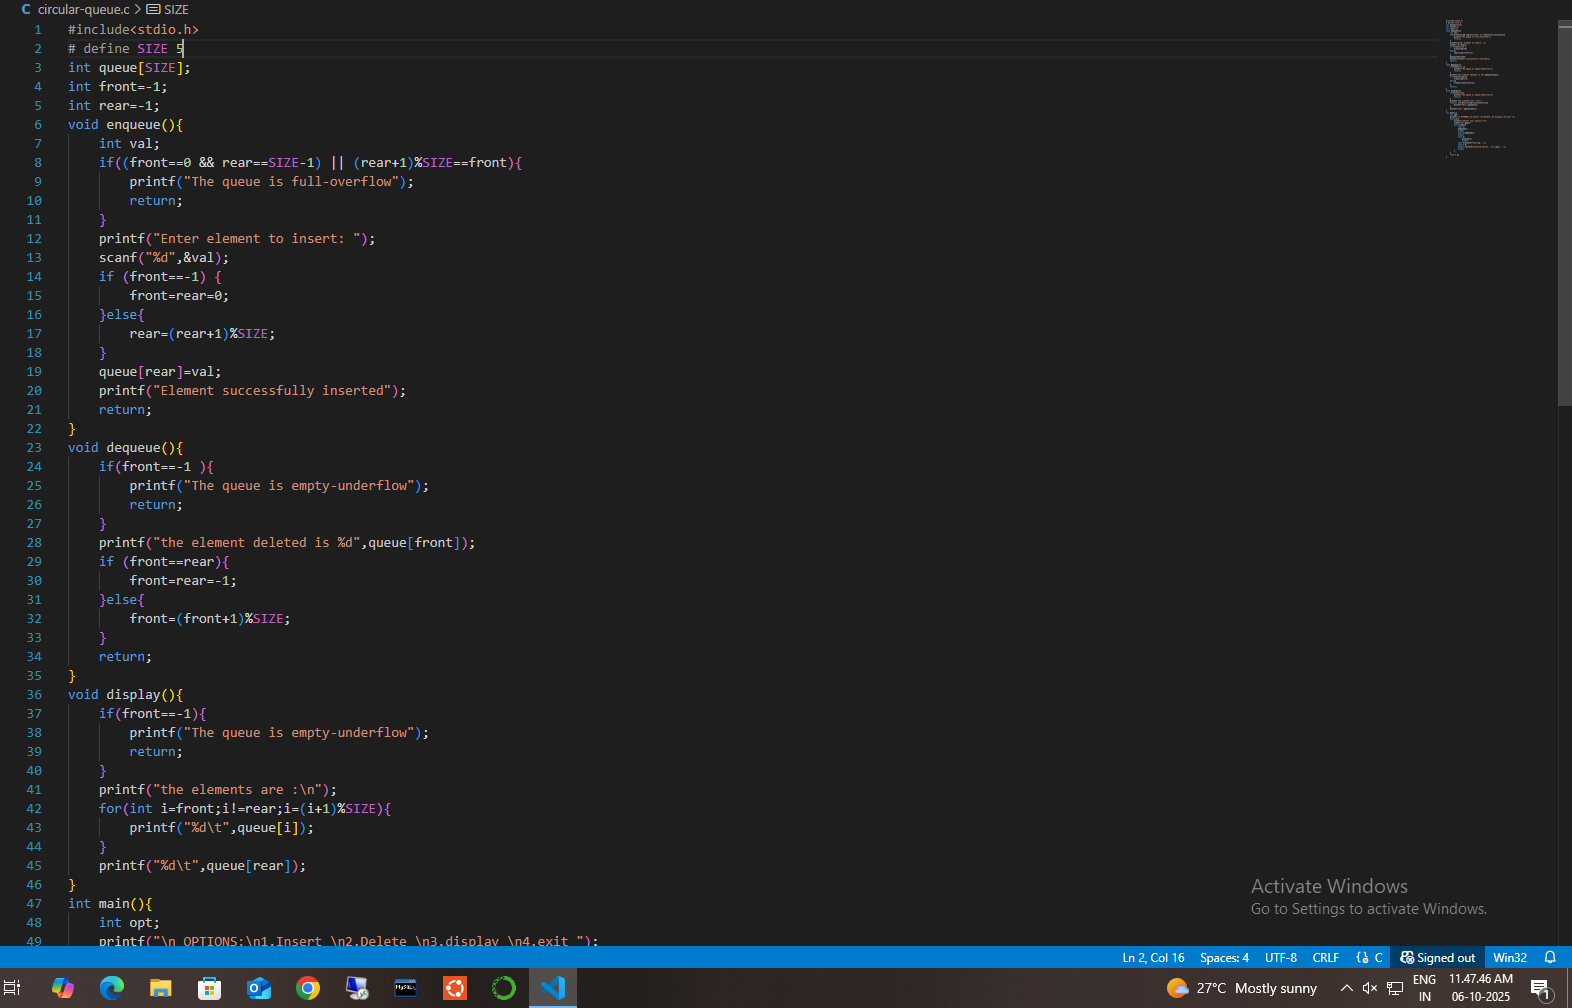 circular-queue.c > SIZE
1 #include<stdio.h>
2 # define SIZE 5
3 int queue[SIZE];
4 int front=-1;
5 int rear=-1;
6 void enqueue(){
7 int val;
8 if((front==0 && rear==SIZE-1) || (rear+1)%SIZE==front){
9 printf("The queue is full-overflow");
10 return;
11 }
12 printf("Enter element to insert: ");
13 scanf("%d",&val);
14 if (front==-1) {
15 front=rear=0;
16 }else{
17 rear=(rear+1)%SIZE;
18 }
19 queue[rear]=val;
20 printf("Element successfully inserted");
21 return;
22 }
23 void dequeue(){
24 if(front==-1 ){
25 printf("The queue is empty-underflow");
26 return;
27 }
28 printf("the element deleted is %d",queue[front]);
29 if (front==rear){
30 front=rear=-1;
31 }else{
32 front=(front+1)%SIZE;
33 }
34 return;
35 }
36 void display(){
37 if(front==-1){
38 printf("The queue is empty-underflow");
39 return;
40 }
41 printf("the elements are :\n");
42 for(int i=front;i!=rear;i=(i+1)%SIZE){
43 printf("%d\t",queue[i]);
44 }
45 printf("%d\t",queue[rear]);
46 }
47 int main(){
48 int opt;
49 printf("\n OPTIONS:\n1.Insert \n2.Delete \n3.display \n4.exit ");
Activate Windows
Go to Settings to activate Windows.
Ln 2, Col 16 Spaces: 4 UTF-8 CRLF C Signed out Win32
27°C Mostly sunny ENG IN 11.47.46 AM 06-10-2025 1